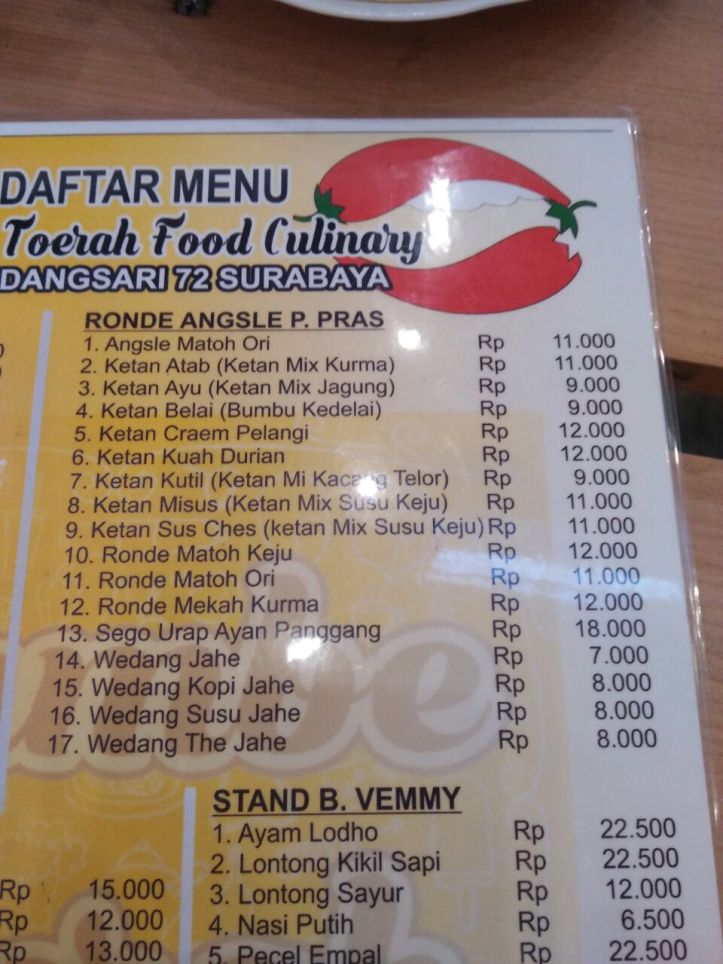 DAFTAR MENU
Toerah Food Culinary
DANGSARI 72 SURABAYA
RONDE ANGSLE P. PRAS
1. Angsle Matoh Ori Rp 11.000
2. Ketan Atab (Ketan Mix Kurma) Rp 11.000
3. Ketan Ayu (Ketan Mix Jagung) Rp 9.000
4. Ketan Belai (Bumbu Kedelai) Rp 9.000
5. Ketan Craem Pelangi Rp 12.000
6. Ketan Kuah Durian Rp 12.000
7. Ketan Kutil (Ketan Mi Kacang Telor) Rp 9.000
8. Ketan Misus (Ketan Mix Susu Keju) Rp 11.000
9. Ketan Sus Ches (ketan Mix Susu Keju) Rp 11.000
10. Ronde Matoh Keju Rp 12.000
11. Ronde Matoh Ori Rp 11.000
12. Ronde Mekah Kurma Rp 12.000
13. Sego Urap Ayan Panggang Rp 18.000
14. Wedang Jahe Rp 7.000
15. Wedang Kopi Jahe Rp 8.000
16. Wedang Susu Jahe Rp 8.000
17. Wedang The Jahe Rp 8.000
STAND B. VEMMY
1. Ayam Lodho Rp 22.500
2. Lontong Kikil Sapi Rp 22.500
3. Lontong Sayur Rp 12.000
4. Nasi Putih Rp 6.500
5. Pecel Empal Rp 22.500
Rp 15.000
Rp 12.000
Rp 13.000